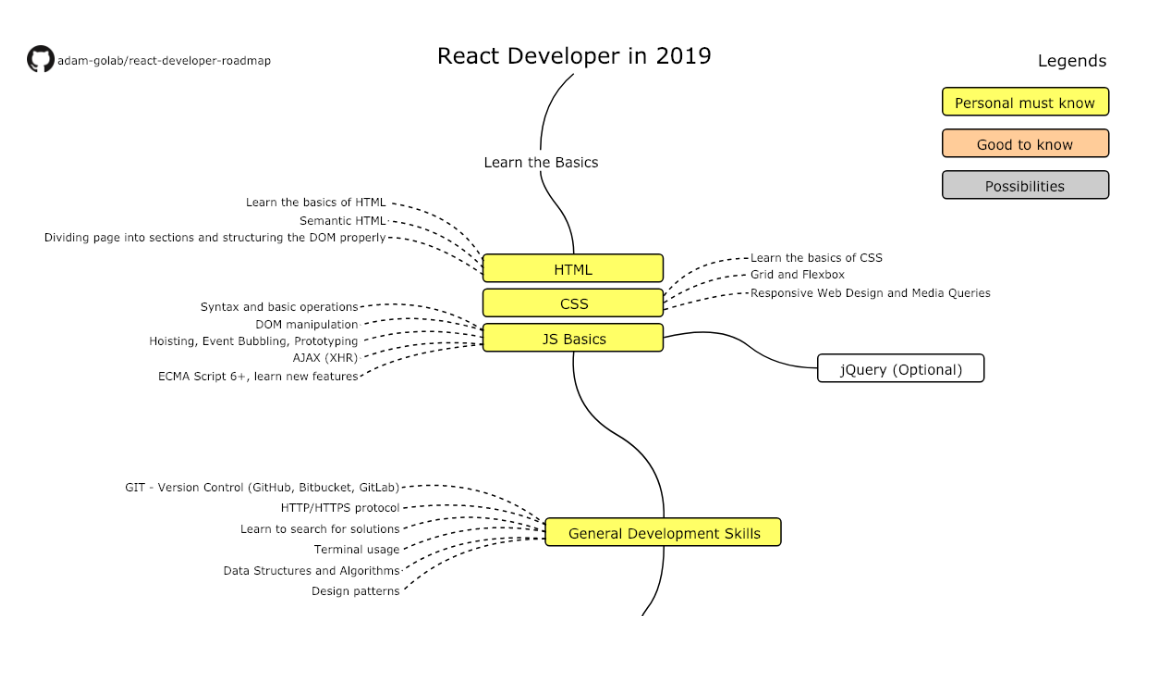 adam-golab/react-developer-roadmap
React Developer in 2019
Legends
Personal must know
Good to know
Possibilities
Learn the Basics
Learn the basics of HTML
Semantic HTML
Dividing page into sections and structuring the DOM properly
HTML
Learn the basics of CSS
Grid and Flexbox
Responsive Web Design and Media Queries
CSS
Syntax and basic operations
DOM manipulation
Hoisting, Event Bubbling, Prototyping
AJAX (XHR)
ECMA Script 6+, learn new features
JS Basics
jQuery (Optional)
GIT - Version Control (GitHub, Bitbucket, GitLab)
HTTP/HTTPS protocol
Learn to search for solutions
Terminal usage
Data Structures and Algorithms
Design patterns
General Development Skills